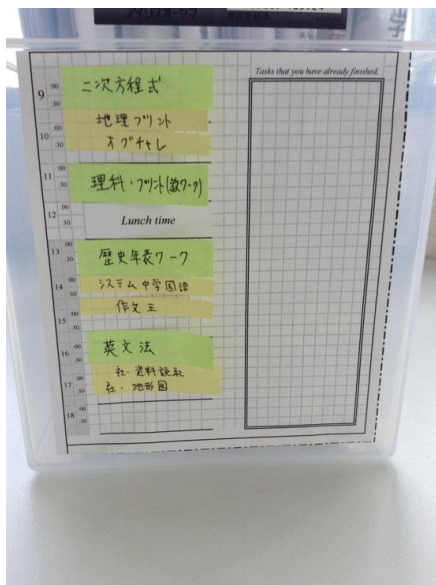 Tasks that you have already finished.
9 :00
30
二次方程式
10 :00
30
地理プリント
オグチャレ
11 :00
30
理科・プリント(教ワーク)
12 :00
30
Lunch time
13 :00
30
歴史年表ワーク
14 :00
30
システム中学国語
15 :00
30
作文王
16 :00
30
英文法
17 :00
30
社・資料読取
社・地形図
18 :00
30